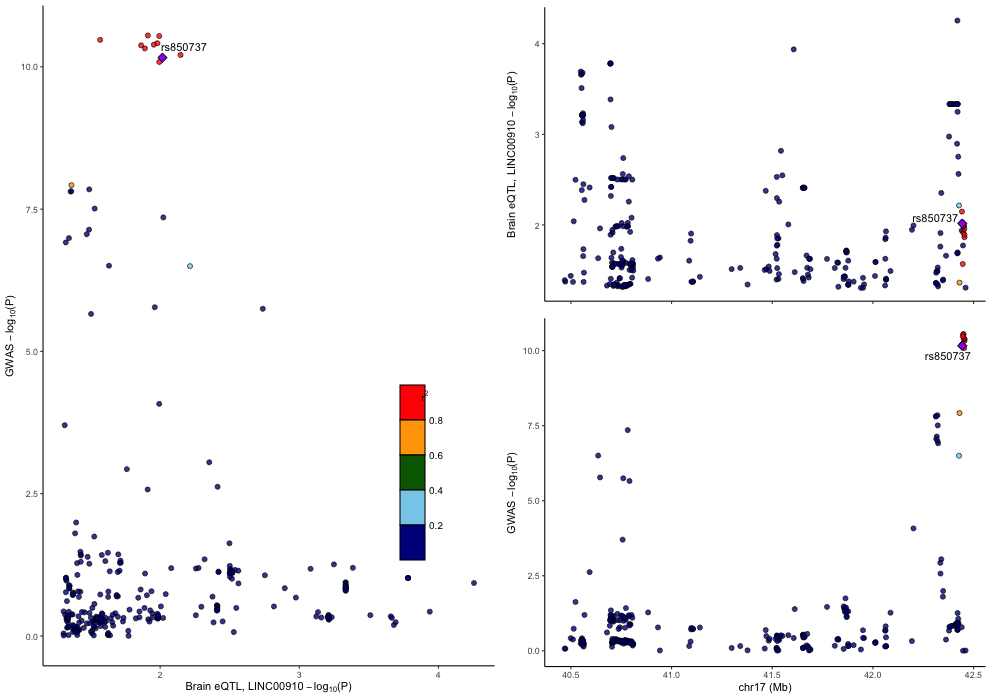 rs850737
10.0
7.5
5.0
2.5
0.0
GWAS −log10(P)
2
3
4
Brain eQTL, LINC00910 −log10(P)
r2
0.8
0.6
0.4
0.2
4
3
2
Brain eQTL, LINC00910 −log10(P)
rs850737
10.0
7.5
5.0
2.5
0.0
GWAS −log10(P)
rs850737
40.5
41.0
41.5
42.0
42.5
chr17 (Mb)